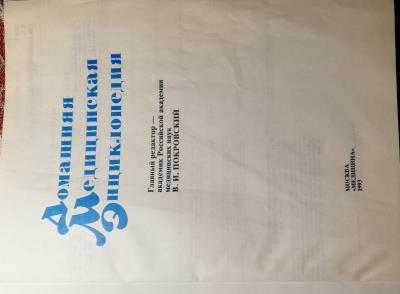 Домашняя
Медицинская
Энциклопедия
Главный редактор —
академик Российской академии
медицинских наук
В. И. ПОКРОВСКИЙ
МОСКВА
«МЕДИЦИНА»
1993